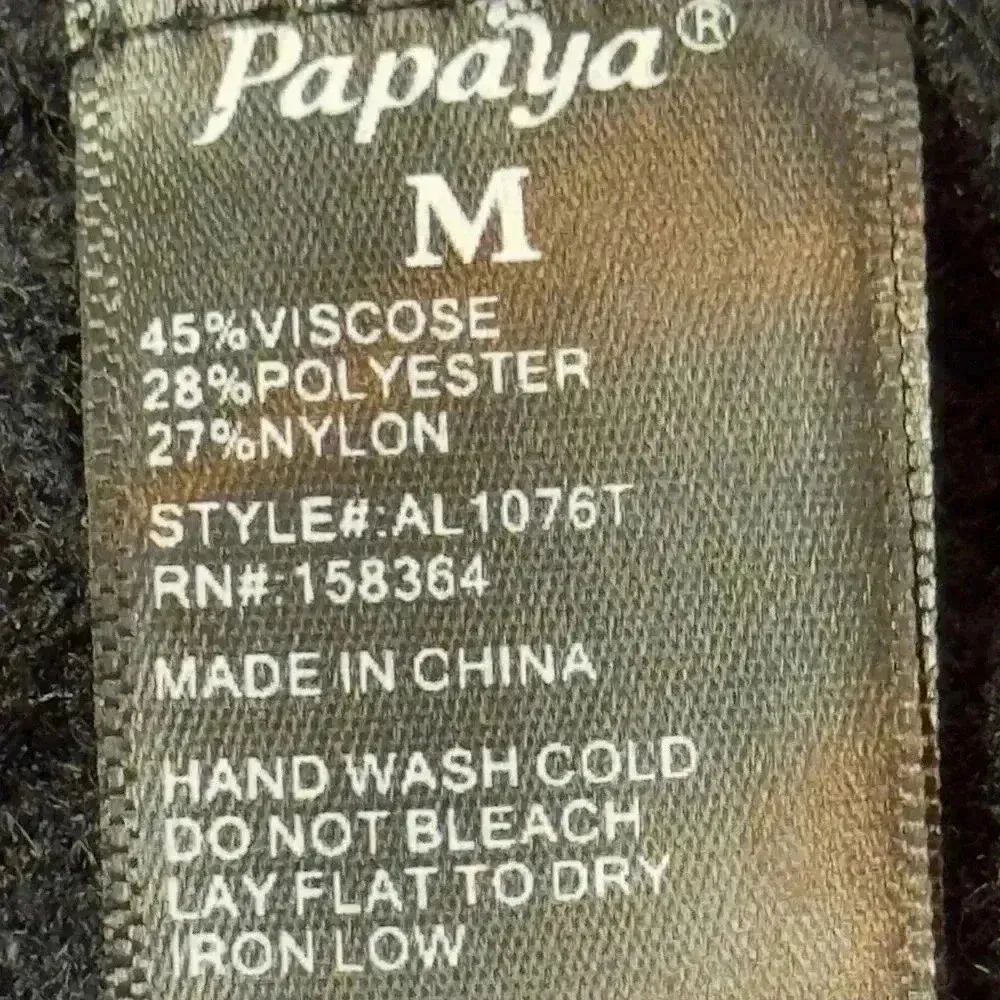 Papaya®
M
45%VISCOSE
28%POLYESTER
27%NYLON
STYLE#:AL1076T
RN#:158364
MADE IN CHINA
HAND WASH COLD
DO NOT BLEACH
LAY FLAT TO DRY
IRON LOW